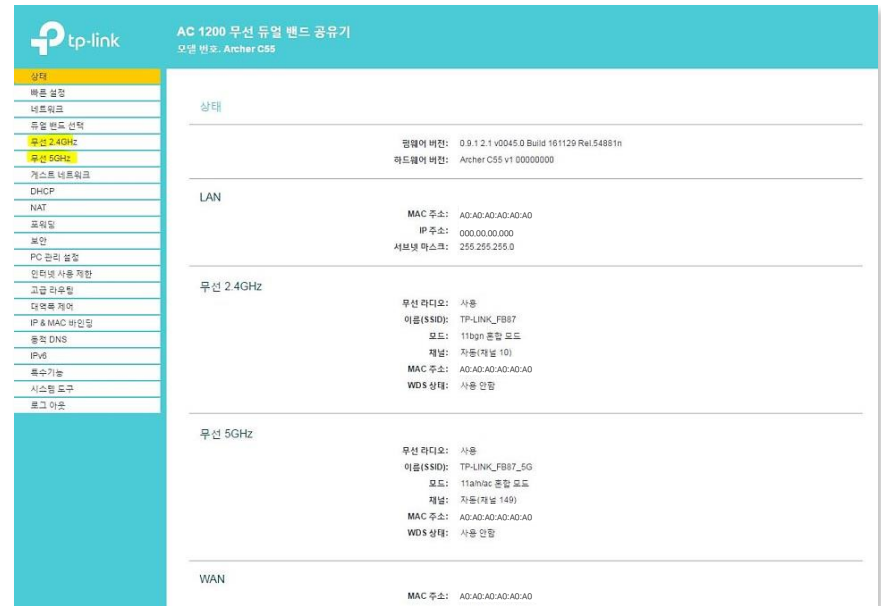 tp-link
AC 1200 무선 듀얼 밴드 공유기
모델 번호. Archer C55
상태
빠른 설정
네트워크
듀얼 밴드 선택
무선 2.4GHz
무선 5GHz
게스트 네트워크
DHCP
NAT
포워딩
보안
PC 관리 설정
인터넷 사용 제한
고급 라우팅
대역폭 제어
IP & MAC 바인딩
동적 DNS
IPv6
특수기능
시스템 도구
로그 아웃
상태
펌웨어 버전: 0.9.1 2.1 v0045.0 Build 161129 Rel.54881n
하드웨어 버전: Archer C55 v1 00000000
LAN
MAC 주소: A0:A0:A0:A0:A0:A0
IP 주소: 000.00.00.000
서브넷 마스크: 255.255.255.0
무선 2.4GHz
무선 라디오: 사용
이름(SSID): TP-LINK_FB87
모드: 11bgn 혼합 모드
채널: 자동(채널 10)
MAC 주소: A0:A0:A0:A0:A0:A0
WDS 상태: 사용 안함
무선 5GHz
무선 라디오: 사용
이름(SSID): TP-LINK_FB87_5G
모드: 11a/n/ac 혼합 모드
채널: 자동(채널 149)
MAC 주소: A0:A0:A0:A0:A0:A0
WDS 상태: 사용 안함
WAN
MAC 주소: A0:A0:A0:A0:A0:A0